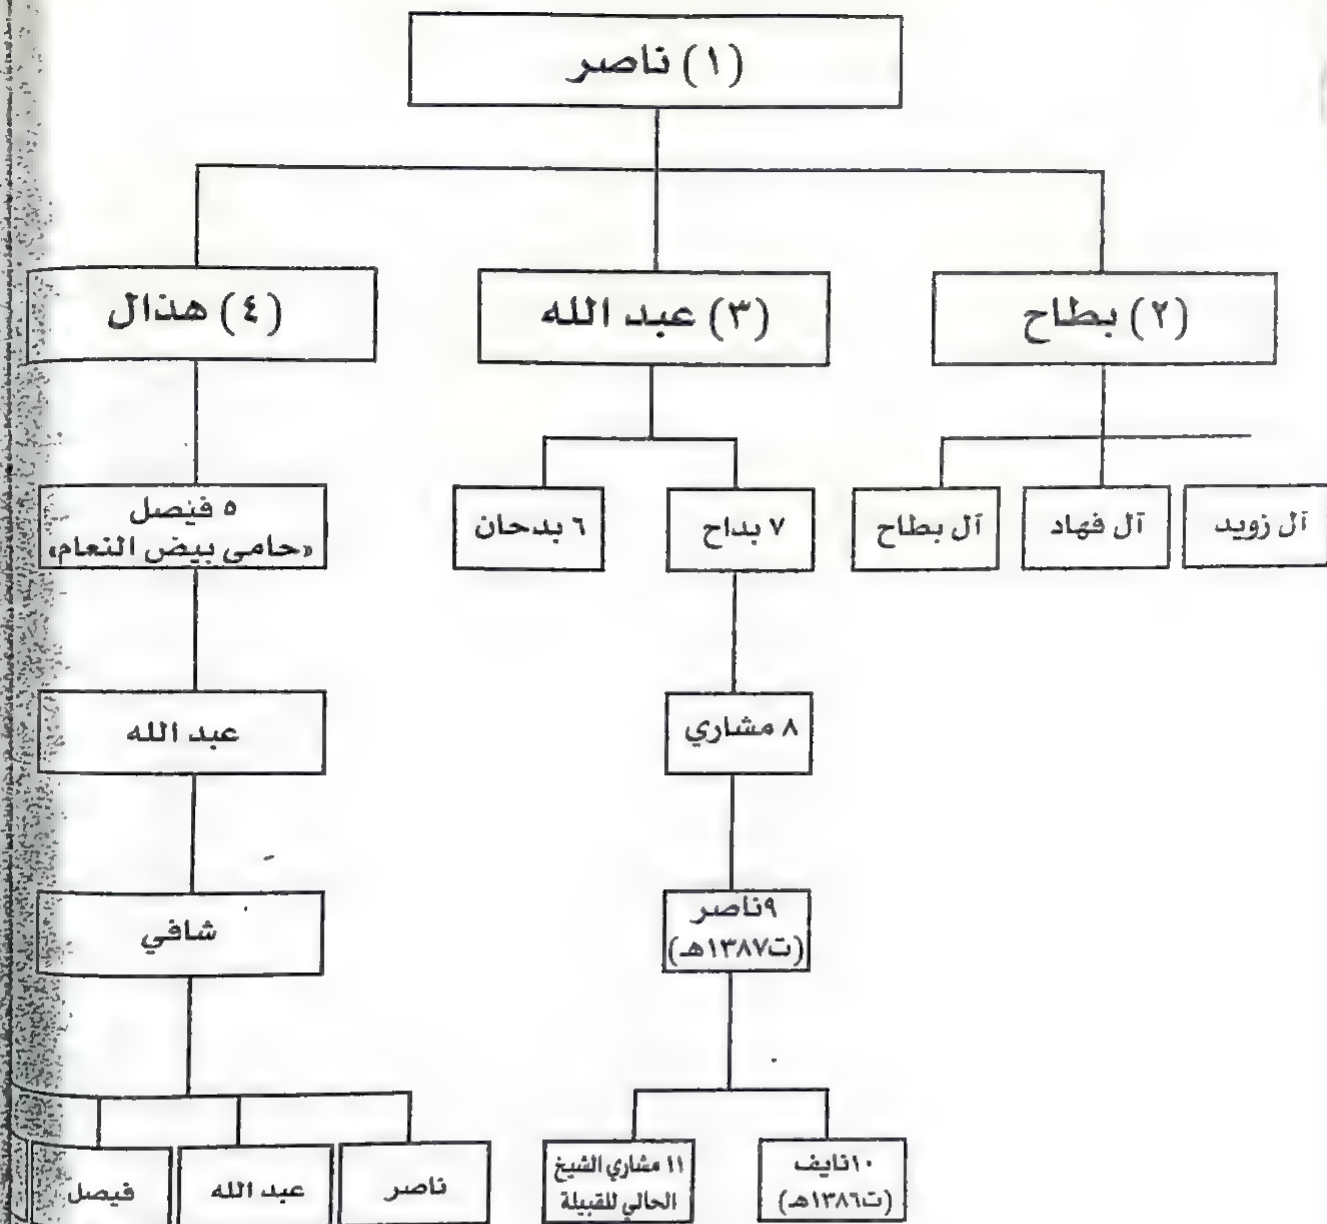 (١) ناصر
(٢) بطاح
(٣) عبد الله
(٤) هذال
آل زويد
آل فهاد
آل بطاح
٧ بداح
٦ بدحان
٥ فيصل
«حامي بيض النعام»
٨ مشاري
عبد الله
٩ناصر
(ت١٣٨٧هـ)
شافي
١٠نايف
(ت١٣٨٦هـ)
١١ مشاري الشيخ
الحالي للقبيلة
ناصر
عبد الله
فيصل